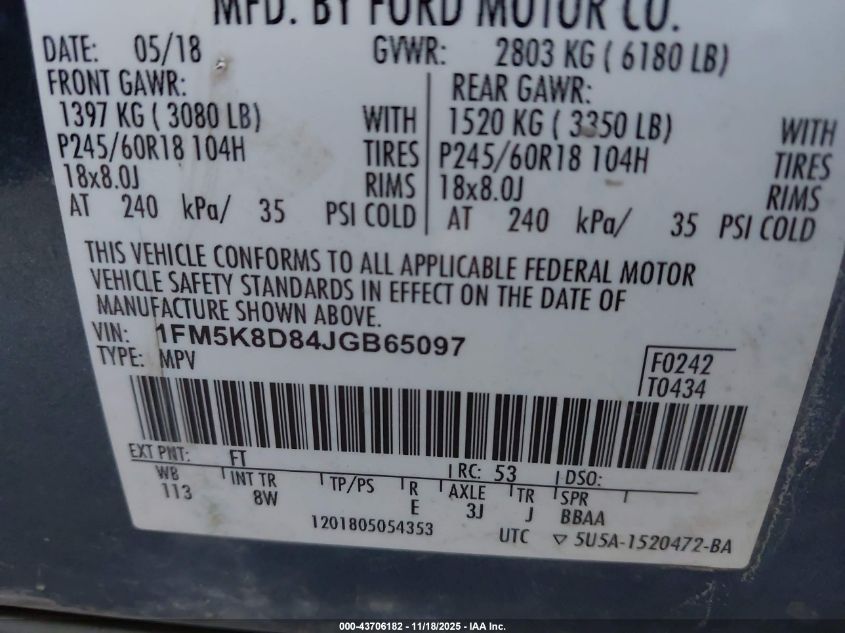 MFD. BY FORD MOTOR CO.
DATE: 05/18 GVWR: 2803 KG ( 6180 LB)
FRONT GAWR: REAR GAWR:
1397 KG ( 3080 LB) WITH 1520 KG ( 3350 LB) WITH
P245/60R18 104H TIRES P245/60R18 104H TIRES
18x8.0J RIMS 18x8.0J RIMS
AT 240 kPa/ 35 PSI COLD AT 240 kPa/ 35 PSI COLD
THIS VEHICLE CONFORMS TO ALL APPLICABLE FEDERAL MOTOR
VEHICLE SAFETY STANDARDS IN EFFECT ON THE DATE OF
MANUFACTURE SHOWN ABOVE.
VIN: 1FM5K8D84JGB65097
TYPE: MPV
F0242
T0434
EXT PNT: FT RC: 53 DSO:
WB INT TR TP/PS R AXLE TR SPR
113 8W E 3J J BBAA
1201805054353 UTC ▽ 5U5A-1520472-BA
000-43706182 - 11/18/2025 - IAA Inc.